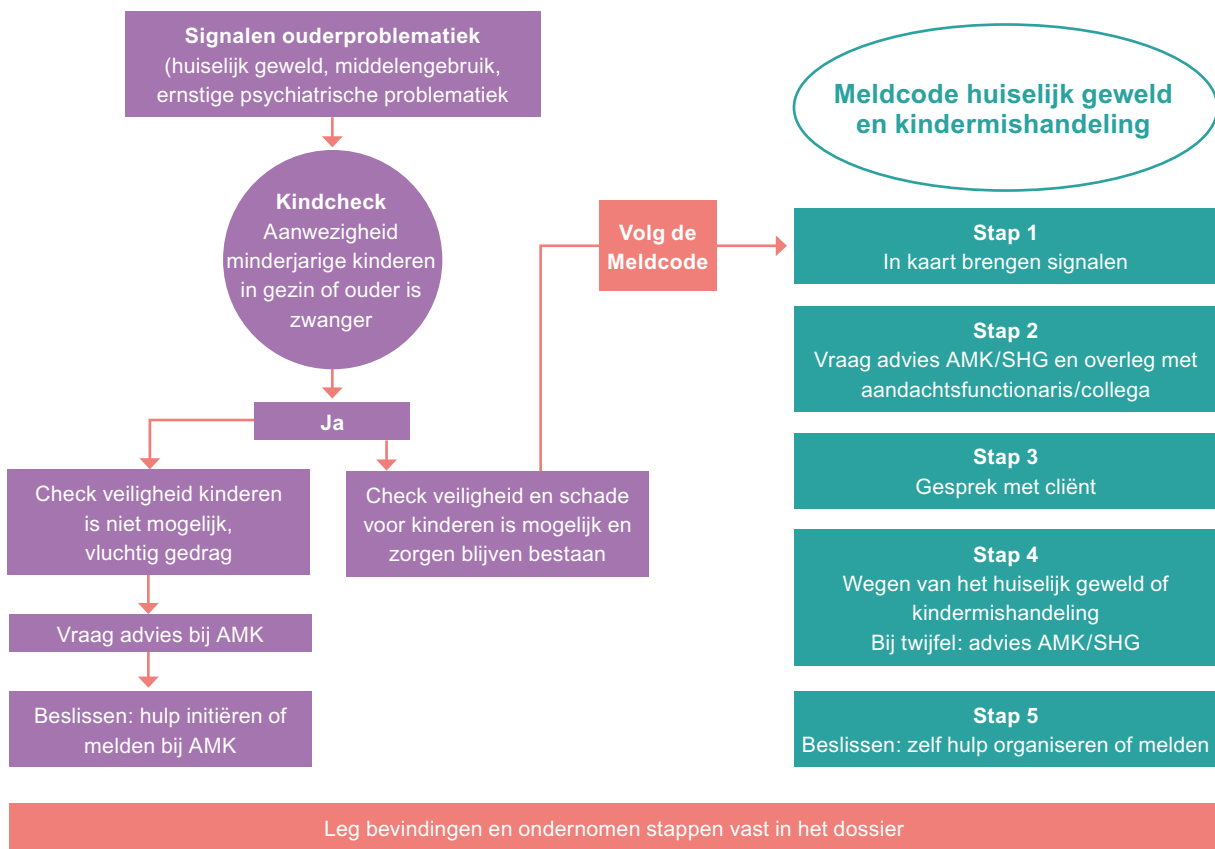 Signalen ouderproblematiek
(huiselijk geweld, middelengebruik,
ernstige psychiatrische problematiek
Kindcheck
Aanwezigheid
minderjarige kinderen
in gezin of ouder is
zwanger
Ja
Check veiligheid kinderen
is niet mogelijk,
vluchtig gedrag
Vraag advies bij AMK
Beslissen: hulp initiëren of
melden bij AMK
Check veiligheid en schade
voor kinderen is mogelijk en
zorgen blijven bestaan
Volg de
Meldcode
Meldcode huiselijk geweld
en kindermishandeling
Stap 1
In kaart brengen signalen
Stap 2
Vraag advies AMK/SHG en overleg met
aandachtsfunctionaris/collega
Stap 3
Gesprek met cliënt
Stap 4
Wegen van het huiselijk geweld of
kindermishandeling
Bij twijfel: advies AMK/SHG
Stap 5
Beslissen: zelf hulp organiseren of melden
Leg bevindingen en ondernomen stappen vast in het dossier